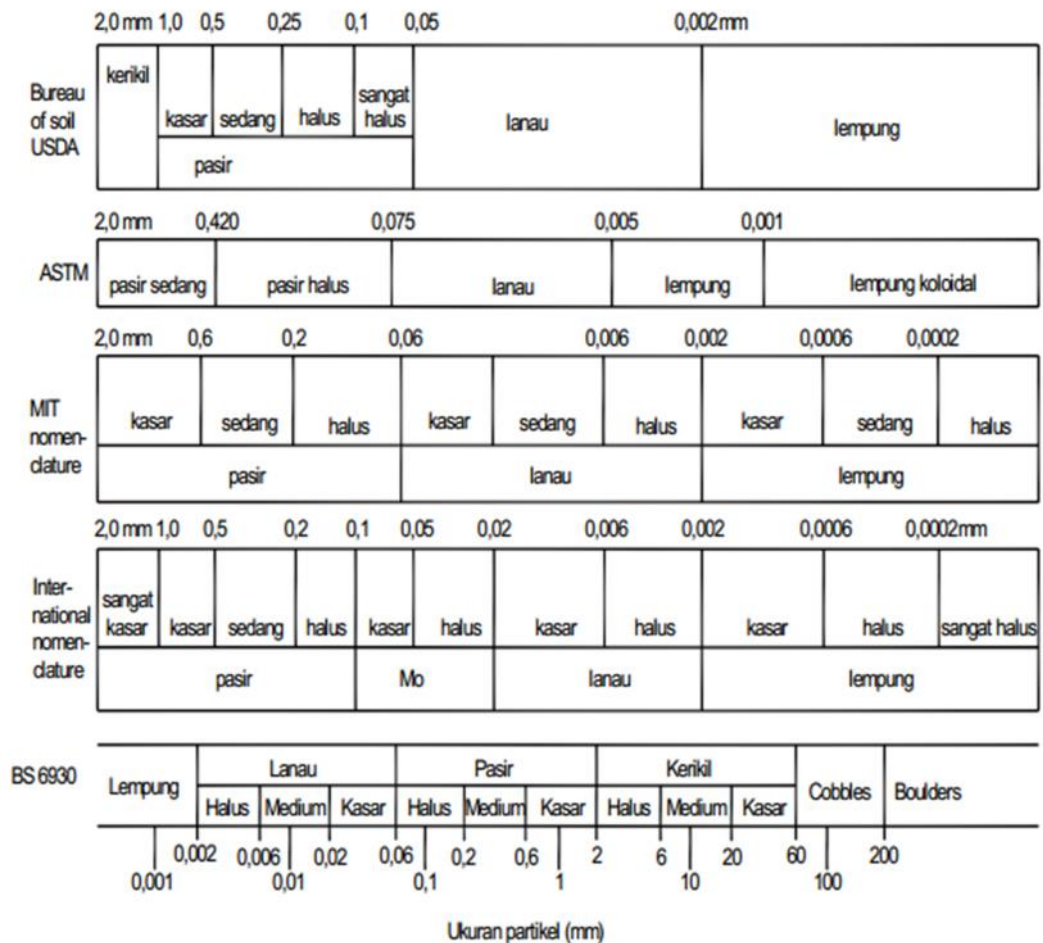 2,0 mm 1,0 0,5 0,25 0,1 0,05 0,002 mm
Bureau
of soil
USDA
kerikil
kasar sedang halus sangat
halus
pasir
lanau
lempung
2,0 mm 0,420 0,075 0,005 0,001
ASTM
pasir sedang pasir halus lanau lempung lempung koloidal
2,0 mm 0,6 0,2 0,06 0,006 0,002 0,0006 0,0002
MIT
nomen-
clature
kasar sedang halus kasar sedang halus kasar sedang halus
pasir lanau lempung
2,0 mm 1,0 0,5 0,2 0,1 0,05 0,02 0,006 0,002 0,0006 0,0002mm
Inter-
national
nomen-
clature
sangat
kasar kasar sedang halus kasar halus kasar halus kasar halus sangat halus
pasir Mo lanau lempung
BS 6930
Lempung
Lanau Pasir Kerikil
Halus Medium Kasar Halus Medium Kasar Halus Medium Kasar
Cobbles Boulders
0,002 0,006 0,02 0,06 0,2 0,6 2 6 20 60 200
0,001 0,01 0,1 1 10 100
Ukuran partikel (mm)